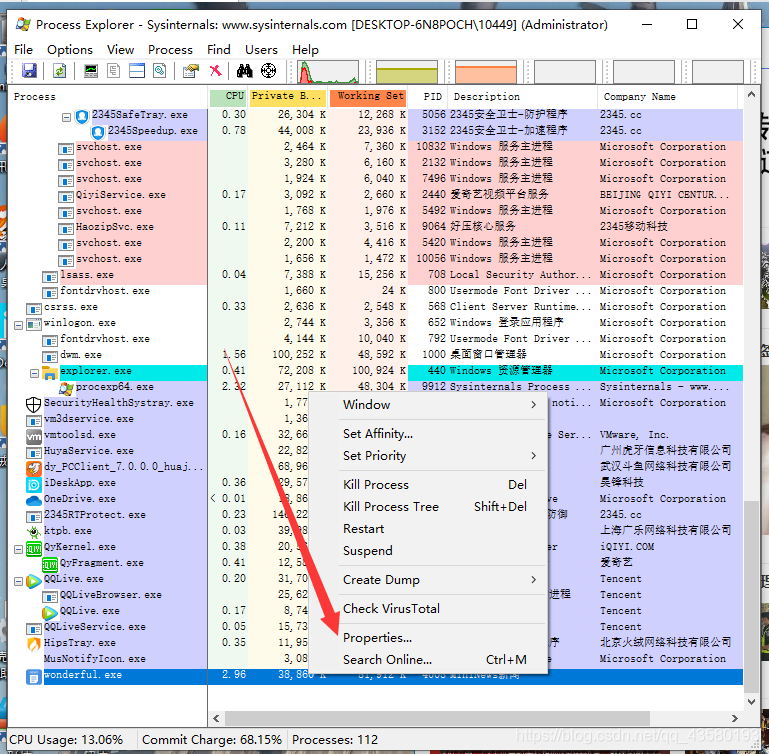 Process Explorer - Sysinternals: www.sysinternals.com [DESKTOP-6N8POCH\10449] (Administrator)
File Options View Process Find Users Help
Process CPU Private B... Working Set PID Description Company Name
2345SafeTray.exe 0.30 26,304 K 12,268 K 5056 2345安全卫士-防护程序 2345.cc
2345Speedup.exe 0.78 44,008 K 23,936 K 3152 2345安全卫士-加速程序 2345.cc
svchost.exe 2,464 K 7,360 K 10832 Windows 服务主进程 Microsoft Corporation
svchost.exe 3,280 K 6,160 K 2132 Windows 服务主进程 Microsoft Corporation
svchost.exe 1,924 K 6,040 K 7496 Windows 服务主进程 Microsoft Corporation
QiyiService.exe 0.17 3,092 K 2,660 K 2440 爱奇艺视频平台服务 BEIJING QIYI CENTUR...
svchost.exe 1,768 K 1,976 K 5492 Windows 服务主进程 Microsoft Corporation
HaozipSvc.exe 0.11 7,212 K 3,516 K 9064 好压核心服务 2345移动科技
svchost.exe 2,200 K 4,416 K 5420 Windows 服务主进程 Microsoft Corporation
svchost.exe 1,656 K 1,472 K 10056 Windows 服务主进程 Microsoft Corporation
lsass.exe 0.04 7,388 K 15,256 K 708 Local Security Author... Microsoft Corporation
fontdrvhost.exe 1,660 K 24 K 800 Usermode Font Driver ... Microsoft Corporation
csrss.exe 0.33 2,636 K 2,548 K 568 Client Server Runtime... Microsoft Corporation
winlogon.exe 2,744 K 3,356 K 652 Windows 登录应用程序 Microsoft Corporation
fontdrvhost.exe 4,144 K 10,040 K 792 Usermode Font Driver ... Microsoft Corporation
dwm.exe 1.56 100,252 K 48,592 K 1000 桌面窗口管理器 Microsoft Corporation
explorer.exe 0.41 72,208 K 100,924 K 440 Windows 资源管理器 Microsoft Corporation
procexp64.exe 2.32 27,112 K 48,304 K 9912 Sysinternals Process ... Sysinternals - www....
SecurityHealthSystray.exe 1,77 noti... Microsoft Corporation
vm3dservice.exe 1,36
vmtoolsd.exe 0.16 32,66 e Ser... VMware, Inc.
HuyaService.exe 22,82 广州虎牙信息科技有限公司
dy_PCClient_7.0.0.0_huaj... 68,96 武汉斗鱼网络科技有限公司
iDeskApp.exe 0.36 29,57 昊锋科技
OneDrive.exe < 0.01 Microsoft Corporation
2345RTProtect.exe 0.23 防御 2345.cc
ktpb.exe 0.03 上海广乐网络科技有限公司
QyKernel.exe 0.38 iQIYI.COM
QyFragment.exe 0.41 12,58 爱奇艺
QQLive.exe 0.20 31,70 Tencent
QQLiveBrowser.exe 25,62 进程 Tencent
QQLive.exe 0.17 8,74 Tencent
QQLiveService.exe 0.05 15,73 Tencent
HipsTray.exe 0.35 11,95 序 北京火绒网络科技有限公司
MusNotifyIcon.exe 3,08 Microsoft Corporation
wonderful.exe 2.96 38,860 K 51,912 K 4008 MiniNews新闻
Window
Set Affinity...
Set Priority
Kill Process Del
Kill Process Tree Shift+Del
Restart
Suspend
Create Dump
Check VirusTotal
Properties...
Search Online... Ctrl+M
CPU Usage: 13.06% Commit Charge: 68.15% Processes: 112
https://blog.csdn.net/qq_43580193